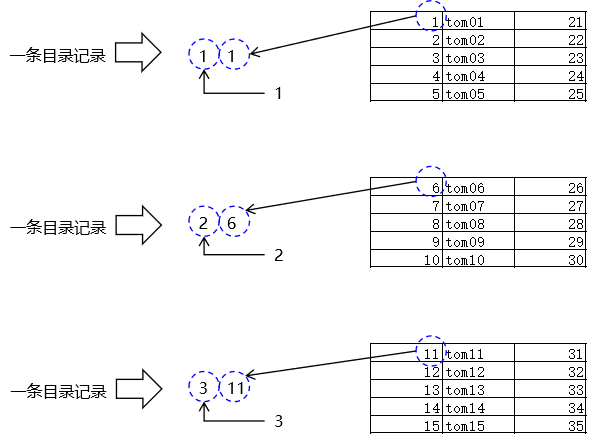 1 tom01 21
一条目录记录 1 1 2 tom02 22
3 tom03 23
4 tom04 24
1 5 tom05 25
6 tom06 26
一条目录记录 2 6 7 tom07 27
8 tom08 28
9 tom09 29
2 10 tom10 30
11 tom11 31
一条目录记录 3 11 12 tom12 32
13 tom13 33
14 tom14 34
3 15 tom15 35